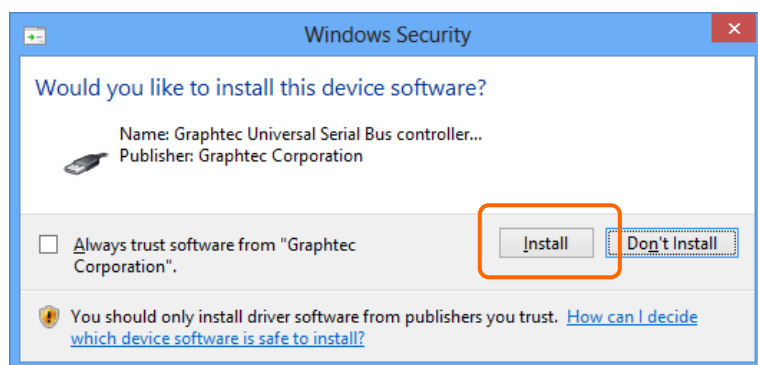 Windows Security
Would you like to install this device software?
Name: Graphtec Universal Serial Bus controller...
Publisher: Graphtec Corporation
Always trust software from "Graphtec
Corporation".
Install
Don't Install
You should only install driver software from publishers you trust. How can I decide
which device software is safe to install?